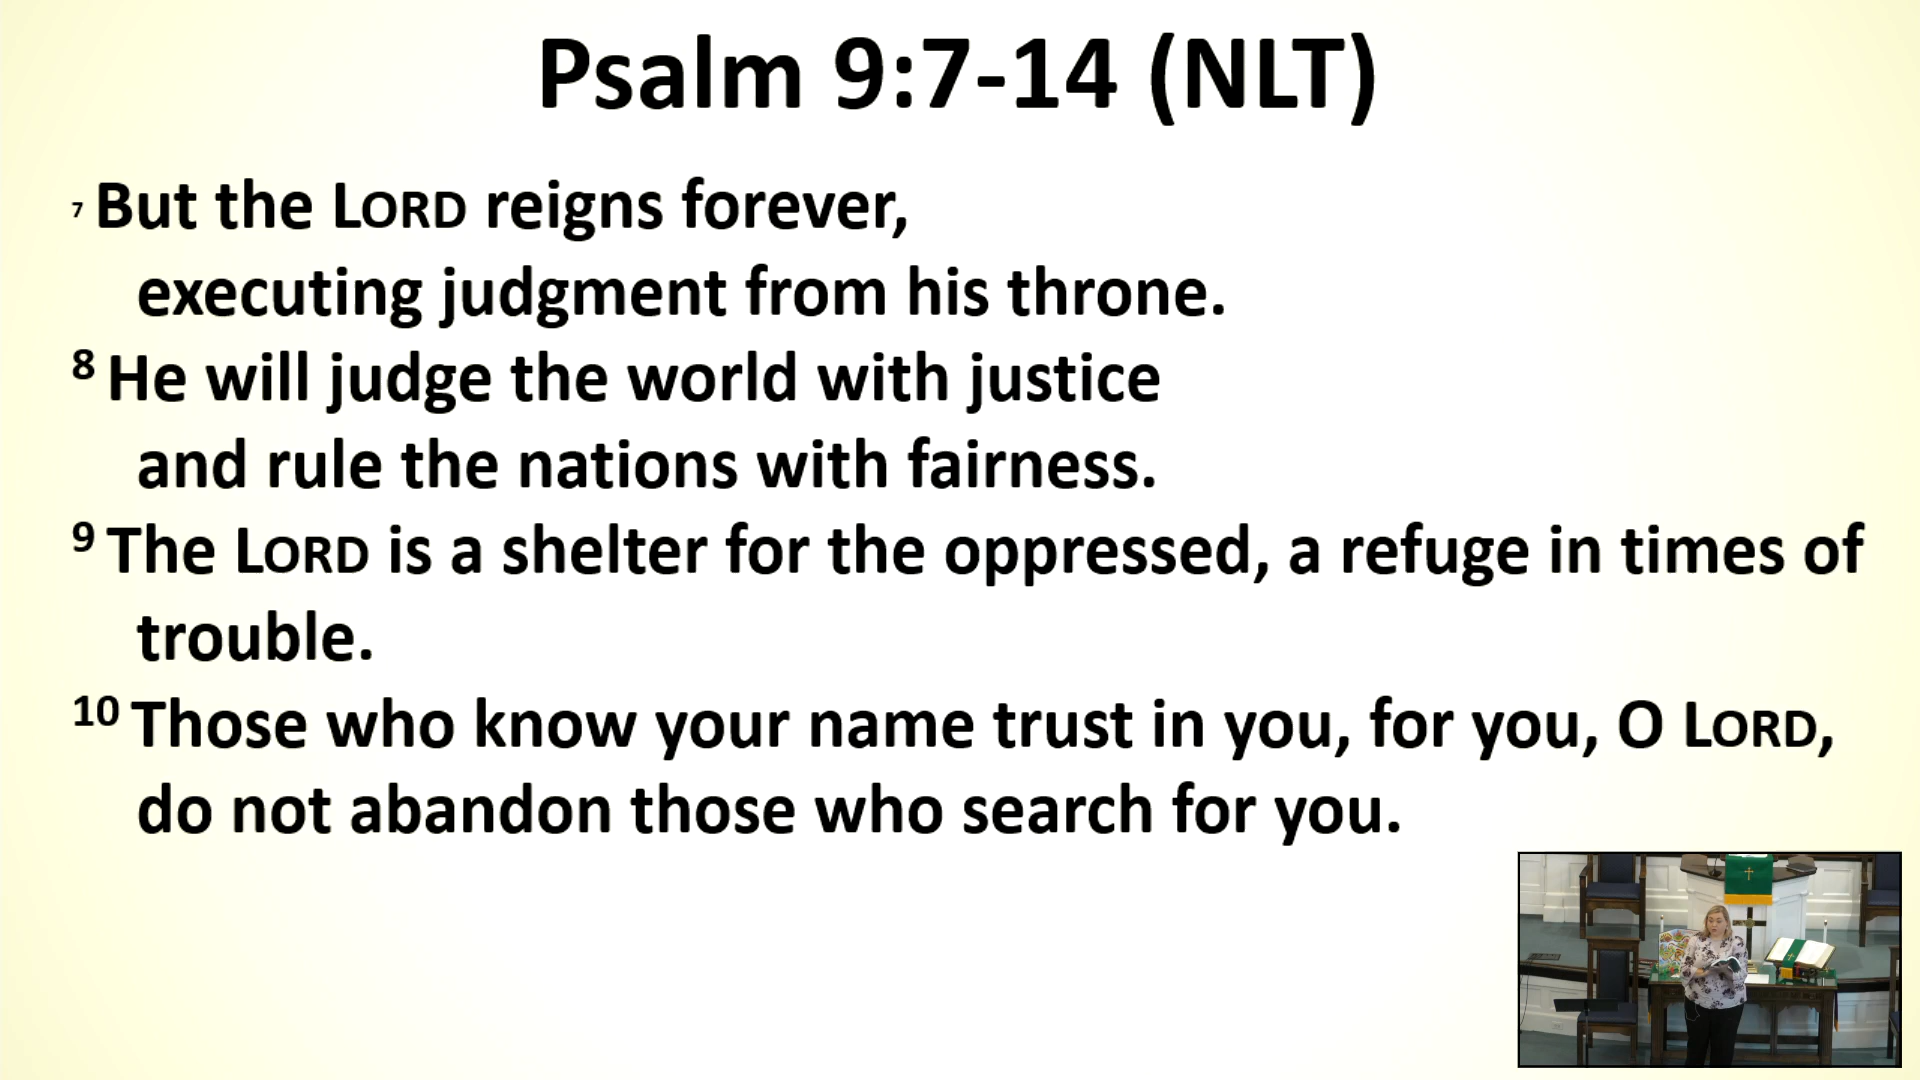 Psalm 9:7-14 (NLT)
7 But the LORD reigns forever,
executing judgment from his throne.
8 He will judge the world with justice
and rule the nations with fairness.
9 The LORD is a shelter for the oppressed, a refuge in times of
trouble.
10 Those who know your name trust in you, for you, O LORD,
do not abandon those who search for you.